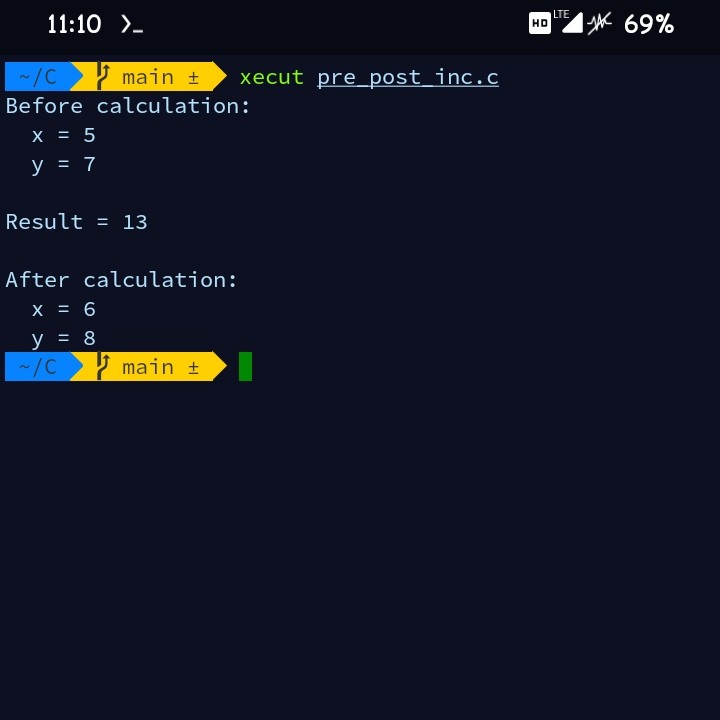 11:10 ❯_ HD LTE 69%
~/C main ± xecut pre_post_inc.c
Before calculation:
  x = 5
  y = 7

Result = 13

After calculation:
  x = 6
  y = 8
~/C main ±